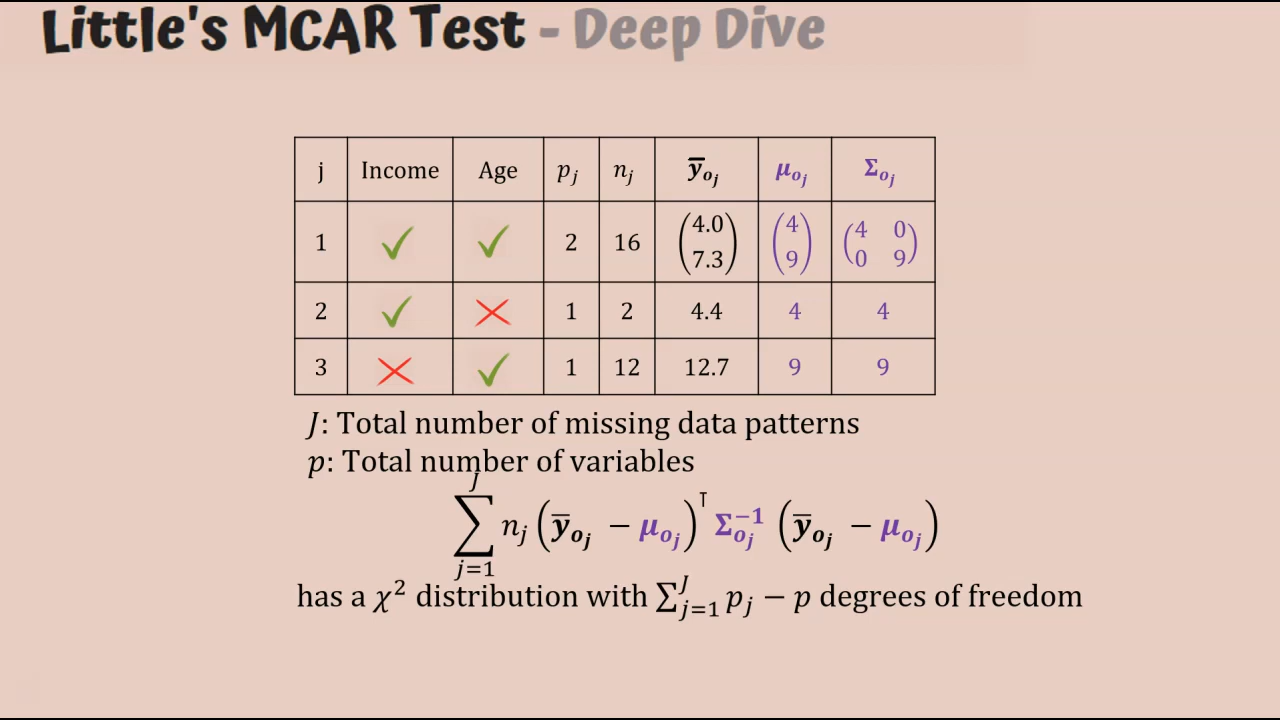 Little's MCAR Test - Deep Dive
j Income Age pⱼ nⱼ ȳₒⱼ μₒⱼ Σₒⱼ
1 ✓ ✓ 2 16 (4.0 7.3) (4 9) (4 0 0 9)
2 ✓ ✗ 1 2 4.4 4 4
3 ✗ ✓ 1 12 12.7 9 9
J: Total number of missing data patterns
p: Total number of variables
∑_{j=1}^{J} nⱼ (ȳₒⱼ − μₒⱼ)ᵀ Σₒⱼ⁻¹ (ȳₒⱼ − μₒⱼ)
has a χ² distribution with ∑_{j=1}^{J} pⱼ − p degrees of freedom